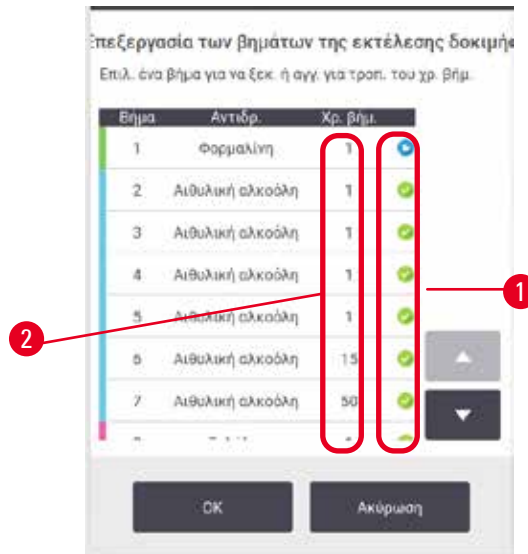 Επεξεργασία των βημάτων της εκτέλεσης δοκιμής
Επιλ. ένα βήμα για να ξεκ. ή αγγ. για τροπ. του χρ. βήμ.
Βήμα Αντιδρ. Χρ. βήμ.
1 Φορμαλίνη 1
2 Αιθυλική αλκοόλη 1
3 Αιθυλική αλκοόλη 1
4 Αιθυλική αλκοόλη 1
1
5 Αιθυλική αλκοόλη 1
2
6 Αιθυλική αλκοόλη 15
7 Αιθυλική αλκοόλη 50
OK Ακύρωση